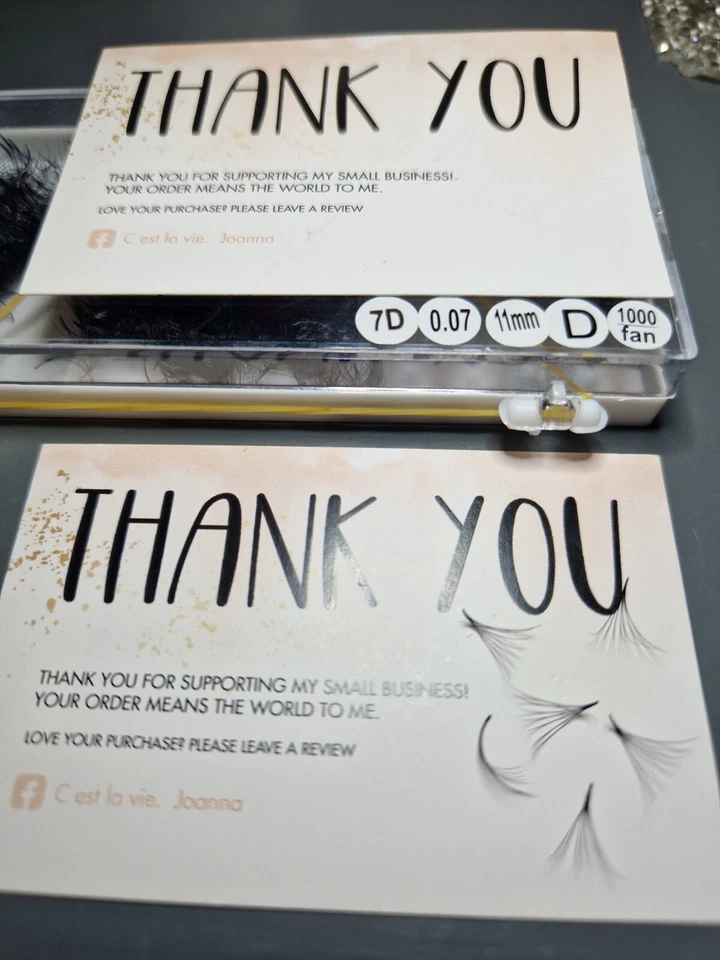 THANK YOU
THANK YOU FOR SUPPORTING MY SMALL BUSINESS!
YOUR ORDER MEANS THE WORLD TO ME.
LOVE YOUR PURCHASE? PLEASE LEAVE A REVIEW
C est la vie. Joanna
7D 0.07 11mm D 1000 fan
THANK YOU
THANK YOU FOR SUPPORTING MY SMALL BUSINESS!
YOUR ORDER MEANS THE WORLD TO ME.
LOVE YOUR PURCHASE? PLEASE LEAVE A REVIEW
C est la vie. Joanna